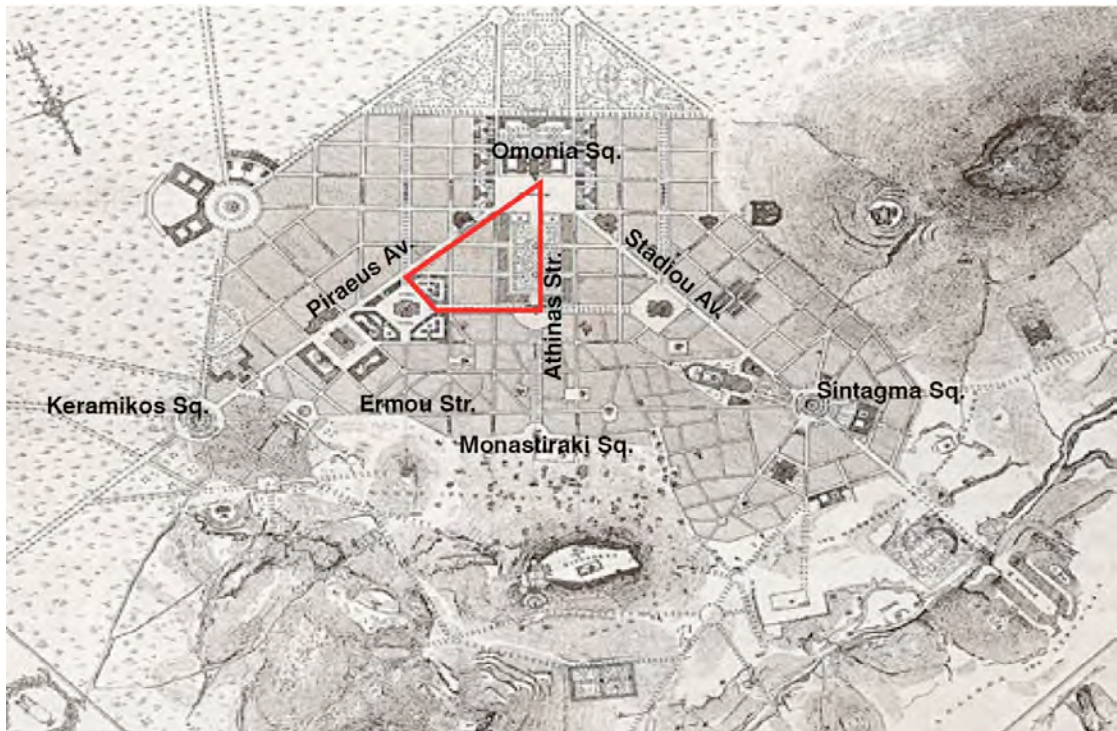 Omonia Sq.
Piraeus Av.
Stadiou Av.
Athinas Str.
Keramikos Sq.
Ermou Str.
Sintagma Sq.
Monastiraki Sq.